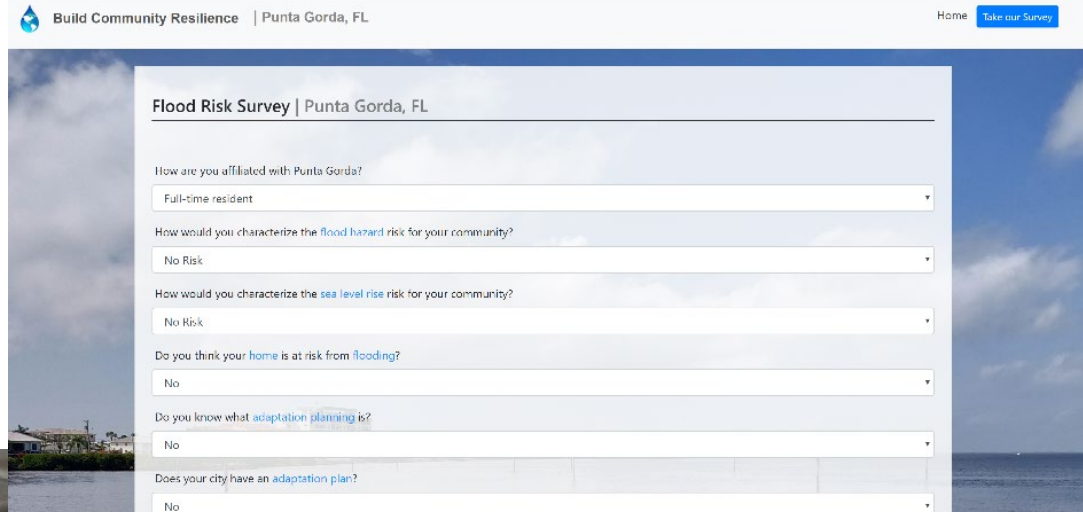 Build Community Resilience | Punta Gorda, FL
Home Take our Survey
Flood Risk Survey | Punta Gorda, FL
How are you affiliated with Punta Gorda?
Full-time resident
How would you characterize the flood hazard risk for your community?
No Risk
How would you characterize the sea level rise risk for your community?
No Risk
Do you think your home is at risk from flooding?
No
Do you know what adaptation planning is?
No
Does your city have an adaptation plan?
No